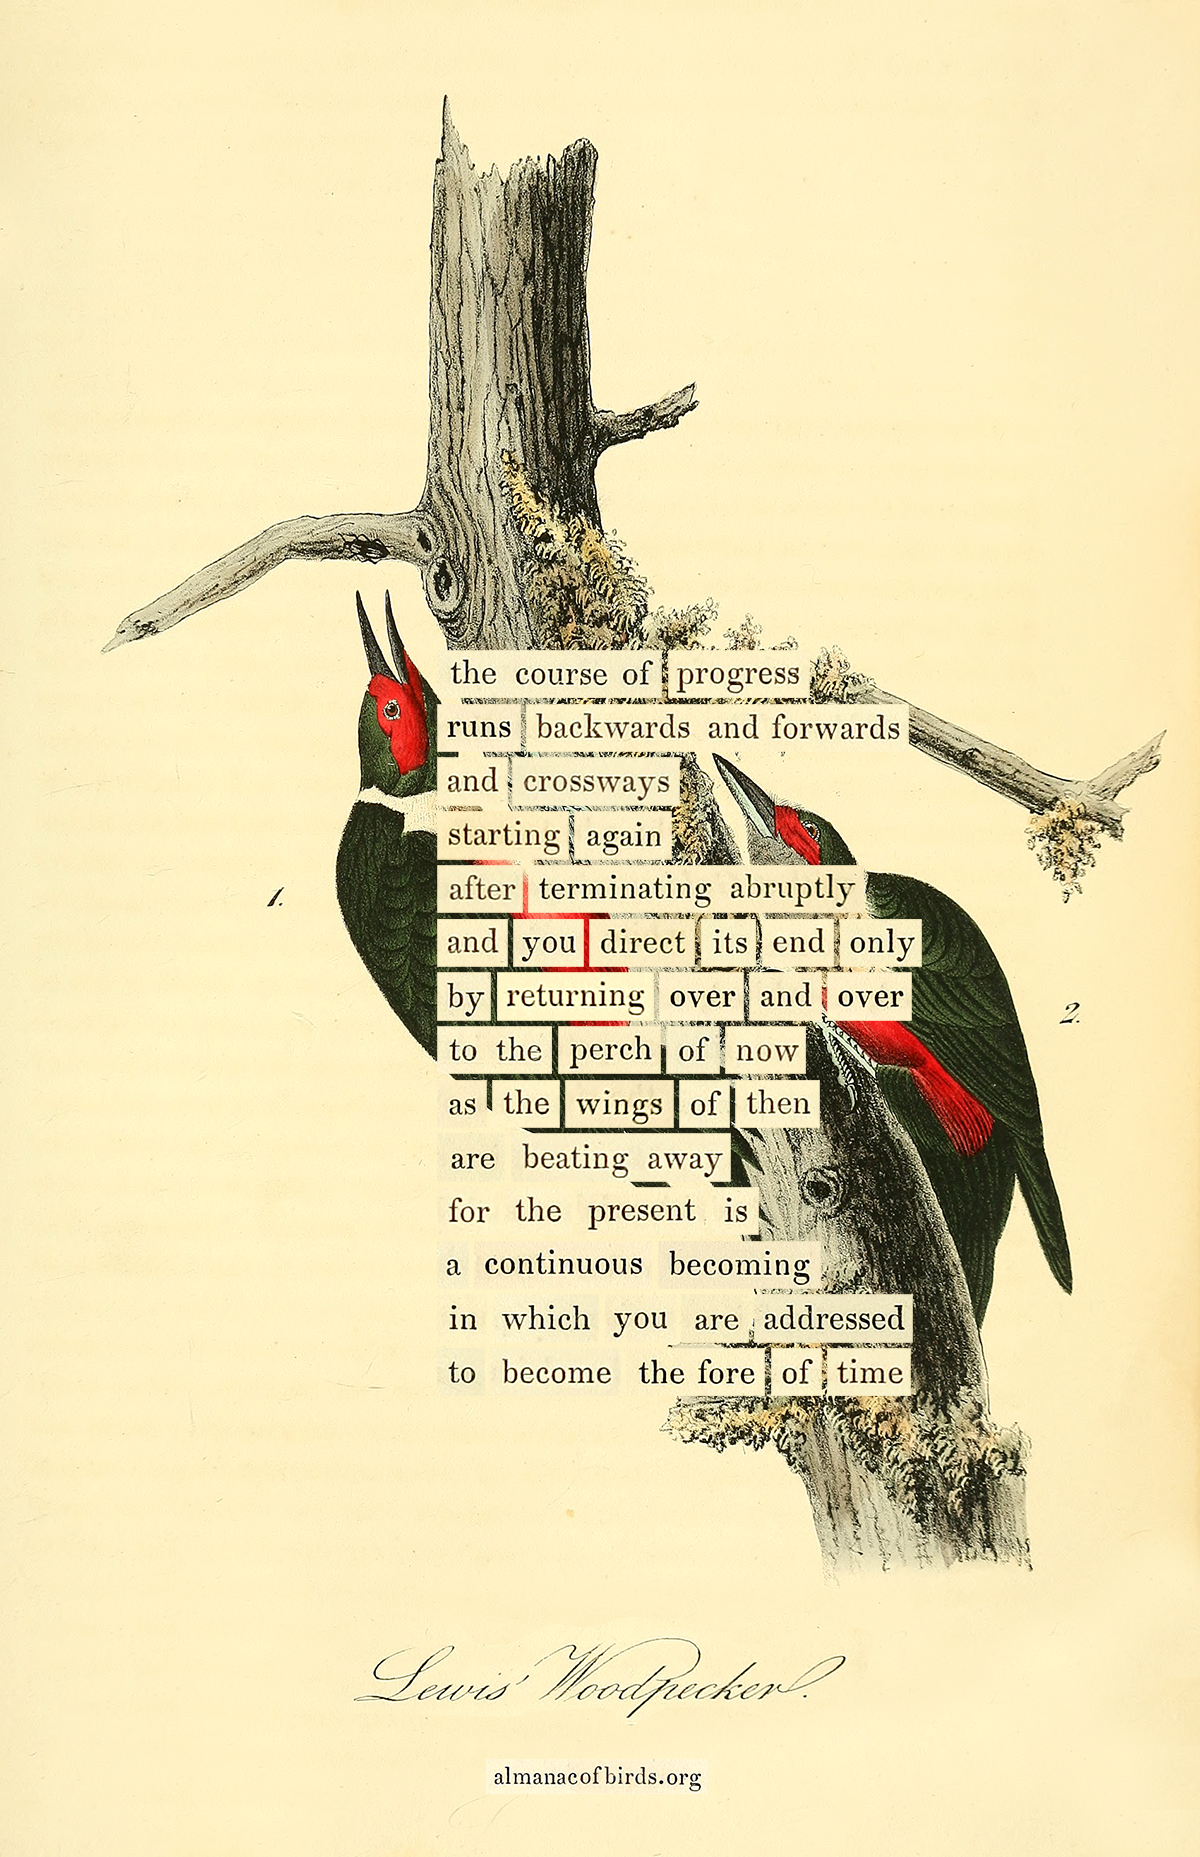 the course of progress
runs backwards and forwards
and crossways
starting again
after terminating abruptly
1.
and you direct its end only
by returning over and over
2.
to the perch of now
as the wings of then
are beating away
for the present is
a continuous becoming
in which you are addressed
to become the fore of time
Lewis' Woodpecker.
almanacofbirds.org